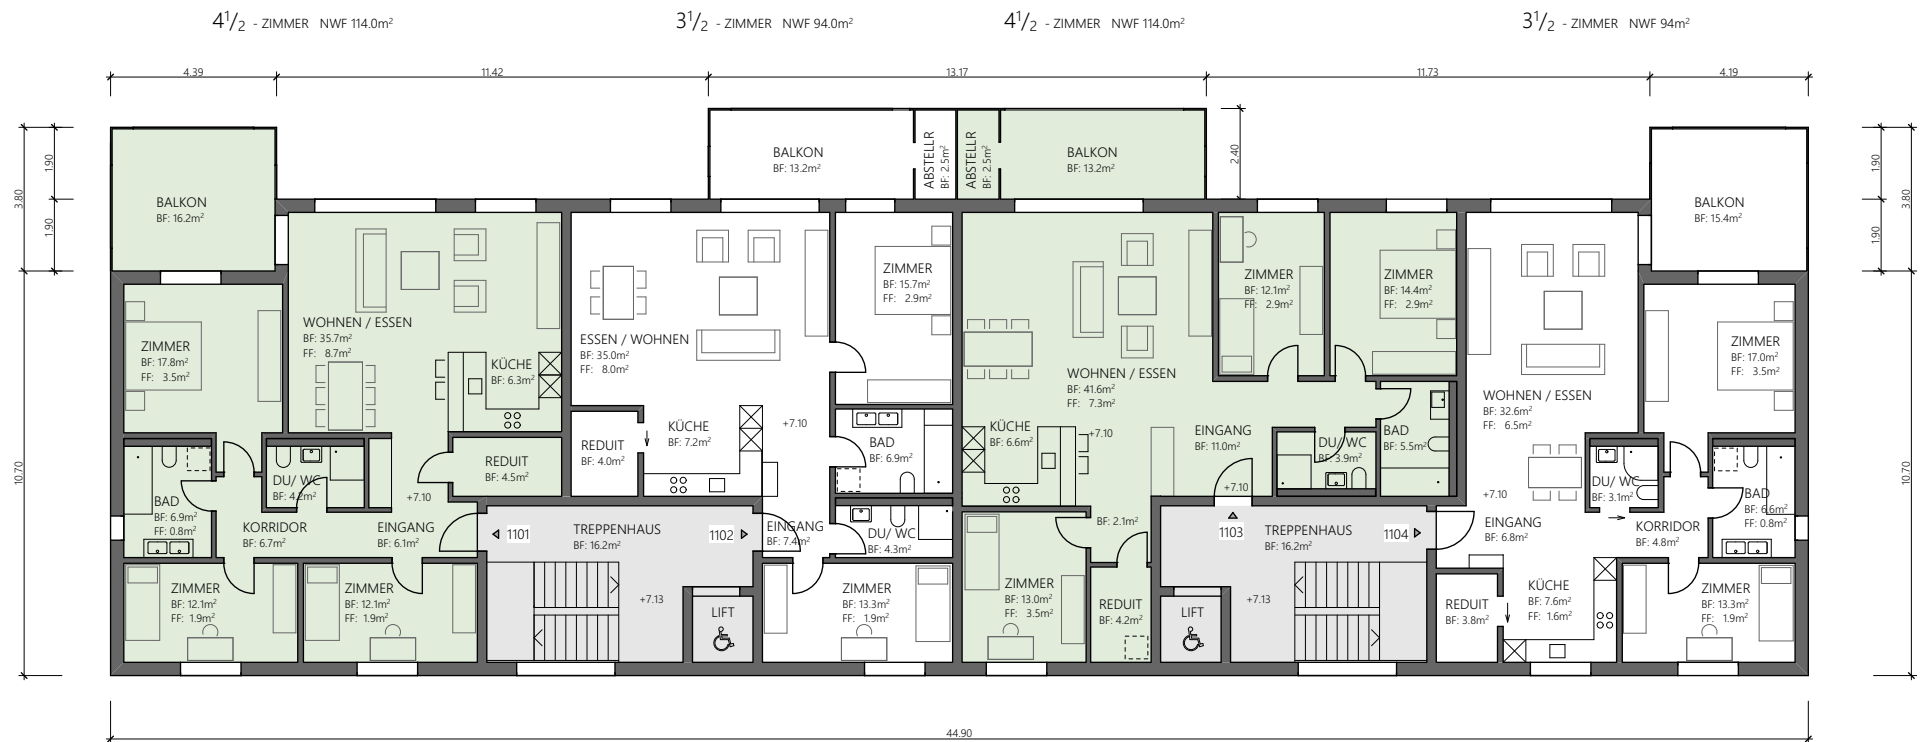 4½ - ZIMMER NWF 114.0m²
3½ - ZIMMER NWF 94.0m²
4½ - ZIMMER NWF 114.0m²
3½ - ZIMMER NWF 94m²
4.39
11.42
13.17
11.73
4.19
3.80
1.90
1.90
10.70
2.40
1.90
1.90
3.80
10.70
44.90
BALKON
BF: 16.2m²
WOHNEN / ESSEN
BF: 35.7m²
FF: 8.7m²
KÜCHE
BF: 6.3m²
ZIMMER
BF: 17.8m²
FF: 3.5m²
REDUIT
BF: 4.5m²
DU/ WC
BF: 4.2m²
BAD
BF: 6.9m²
FF: 0.8m²
KORRIDOR
BF: 6.7m²
EINGANG
BF: 6.1m²
+7.10
ZIMMER
BF: 12.1m²
FF: 1.9m²
ZIMMER
BF: 12.1m²
FF: 1.9m²
1101
TREPPENHAUS
BF: 16.2m²
1102
+7.13
LIFT
BALKON
BF: 13.2m²
ABSTELLR
BF: 2.5m²
ESSEN / WOHNEN
BF: 35.0m²
FF: 8.0m²
ZIMMER
BF: 15.7m²
FF: 2.9m²
REDUIT
BF: 4.0m²
KÜCHE
BF: 7.2m²
+7.10
BAD
BF: 6.9m²
EINGANG
BF: 7.4m²
DU/ WC
BF: 4.3m²
ZIMMER
BF: 13.3m²
FF: 1.9m²
ABSTELLR
BF: 2.5m²
BALKON
BF: 13.2m²
ZIMMER
BF: 12.1m²
FF: 2.9m²
ZIMMER
BF: 14.4m²
FF: 2.9m²
WOHNEN / ESSEN
BF: 41.6m²
FF: 7.3m²
KÜCHE
BF: 6.6m²
+7.10
EINGANG
BF: 11.0m²
DU/ WC
BF: 3.9m²
BAD
BF: 5.5m²
+7.10
BF: 2.1m²
ZIMMER
BF: 13.0m²
FF: 3.5m²
REDUIT
BF: 4.2m²
1103
TREPPENHAUS
BF: 16.2m²
1104
+7.13
LIFT
BALKON
BF: 15.4m²
ZIMMER
BF: 17.0m²
FF: 3.5m²
WOHNEN / ESSEN
BF: 32.6m²
FF: 6.5m²
DU/ WC
BF: 3.1m²
BAD
BF: 6.6m²
FF: 0.8m²
+7.10
EINGANG
BF: 6.8m²
KORRIDOR
BF: 4.8m²
REDUIT
BF: 3.8m²
KÜCHE
BF: 7.6m²
FF: 1.6m²
ZIMMER
BF: 13.3m²
FF: 1.9m²